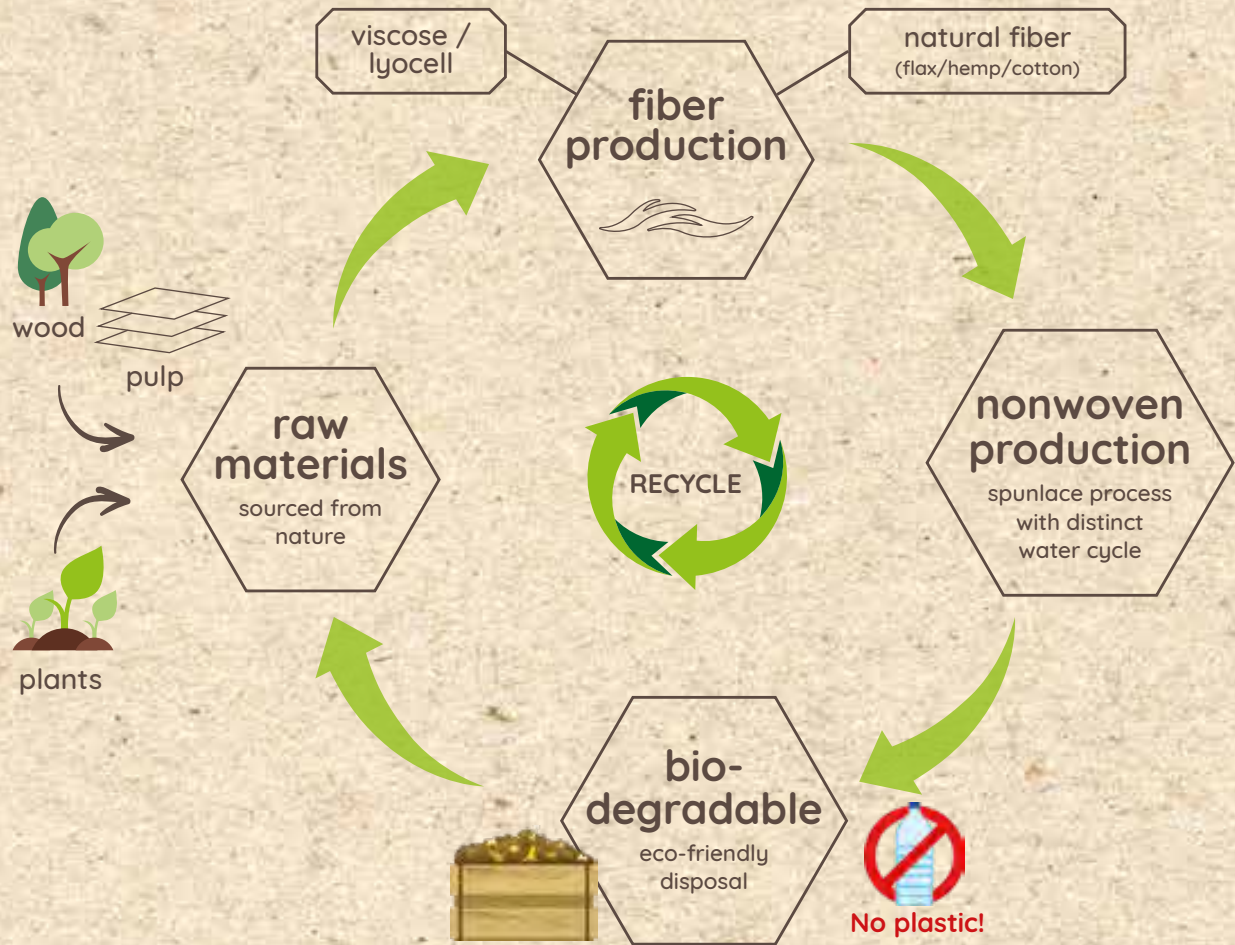 viscose /
lyocell
natural fiber
(flax/hemp/cotton)
fiber
production
wood
pulp
raw
materials
sourced from
nature
RECYCLE
nonwoven
production
spunlace process
with distinct
water cycle
plants
bio-
degradable
eco-friendly
disposal
No plastic!